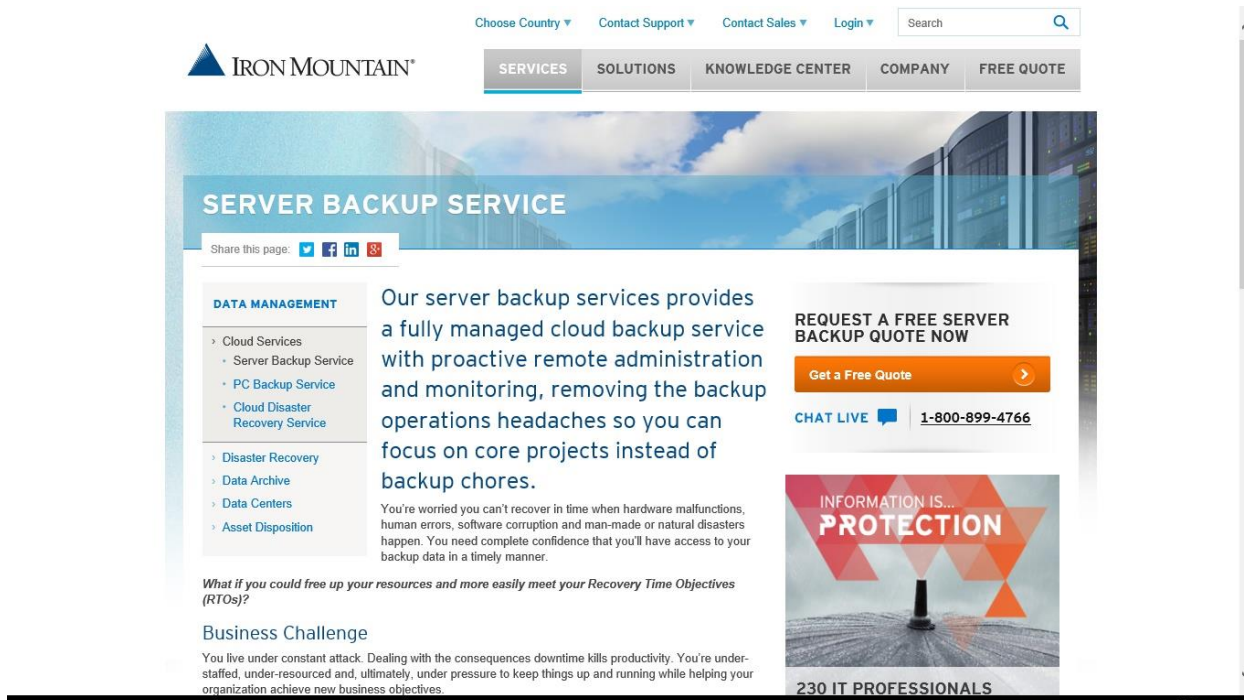 Choose Country ▼ Contact Support ▼ Contact Sales ▼ Login ▼ Search
IRON MOUNTAIN®
SERVICES SOLUTIONS KNOWLEDGE CENTER COMPANY FREE QUOTE
SERVER BACKUP SERVICE
Share this page:
DATA MANAGEMENT
› Cloud Services
• Server Backup Service
• PC Backup Service
• Cloud Disaster
Recovery Service
› Disaster Recovery
› Data Archive
› Data Centers
› Asset Disposition
Our server backup services provides
a fully managed cloud backup service
with proactive remote administration
and monitoring, removing the backup
operations headaches so you can
focus on core projects instead of
backup chores.
You're worried you can't recover in time when hardware malfunctions,
human errors, software corruption and man-made or natural disasters
happen. You need complete confidence that you'll have access to your
backup data in a timely manner.
What if you could free up your resources and more easily meet your Recovery Time Objectives
(RTOs)?
Business Challenge
You live under constant attack. Dealing with the consequences downtime kills productivity. You're under-
staffed, under-resourced and, ultimately, under pressure to keep things up and running while helping your
organization achieve new business objectives.
REQUEST A FREE SERVER
BACKUP QUOTE NOW
Get a Free Quote
CHAT LIVE 1-800-899-4766
INFORMATION IS...
PROTECTION
230 IT PROFESSIONALS